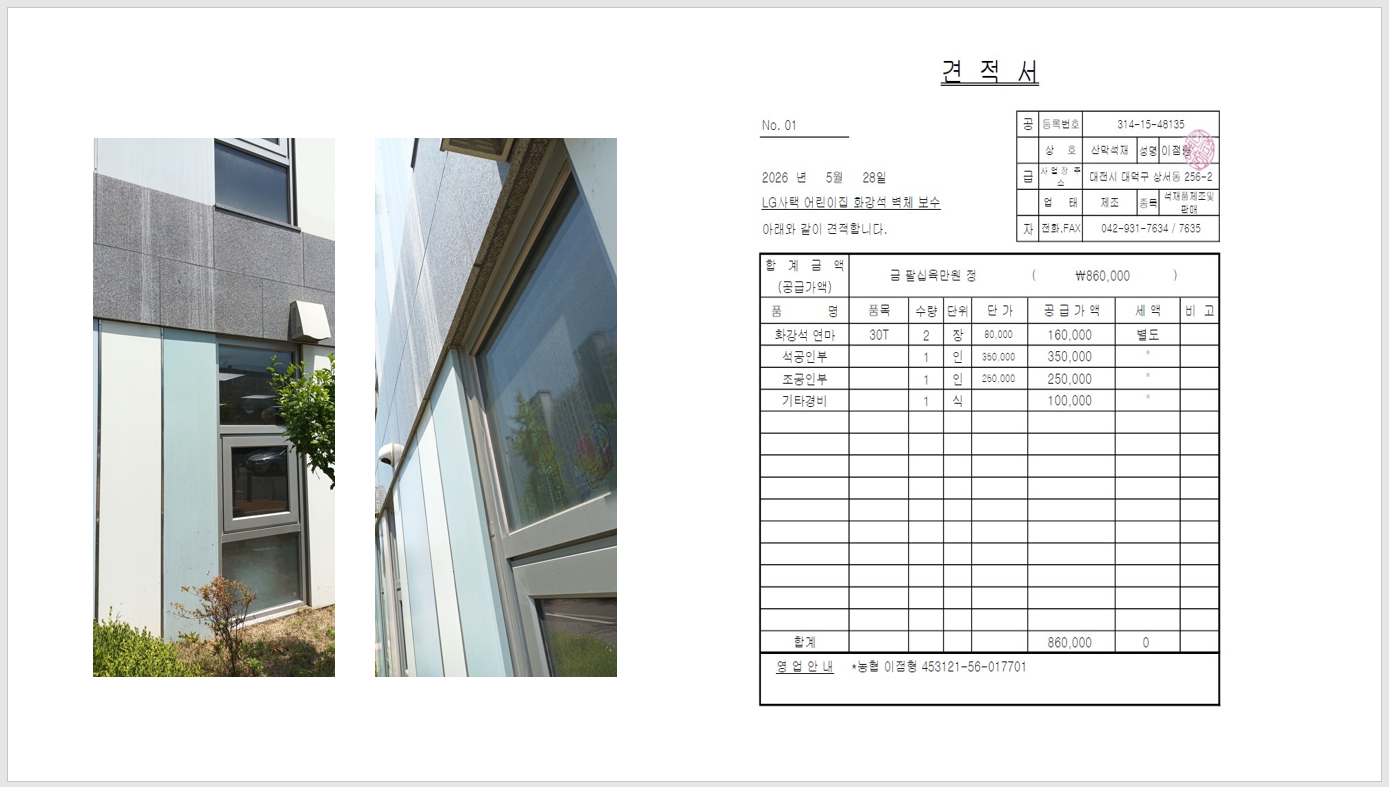 견 적 서
No. 01
2026 년 5월 28일
LG사택 어린이집 화강석 벽체 보수
아래와 같이 견적합니다.
공 등록번호 314-15-48135
상 호 산막석재 성명 이점형
급 사업장 주소 대전시 대덕구 상서동 256-2
업 태 제조 종목 석재품제조및판매
자 전화,FAX 042-931-7634 / 7635
합 계 금 액 (공급가액) 금 팔십육만원 정 ( ₩860,000 )
품 명 품목 수량 단위 단 가 공 급 가 액 세 액 비 고
화강석 연마 30T 2 장 80,000 160,000 별도
석공인부 1 인 350,000 350,000 "
조공인부 1 인 250,000 250,000 "
기타경비 1 식 100,000 "
합계 860,000 0
영 업 안 내 *농협 이점형 453121-56-017701